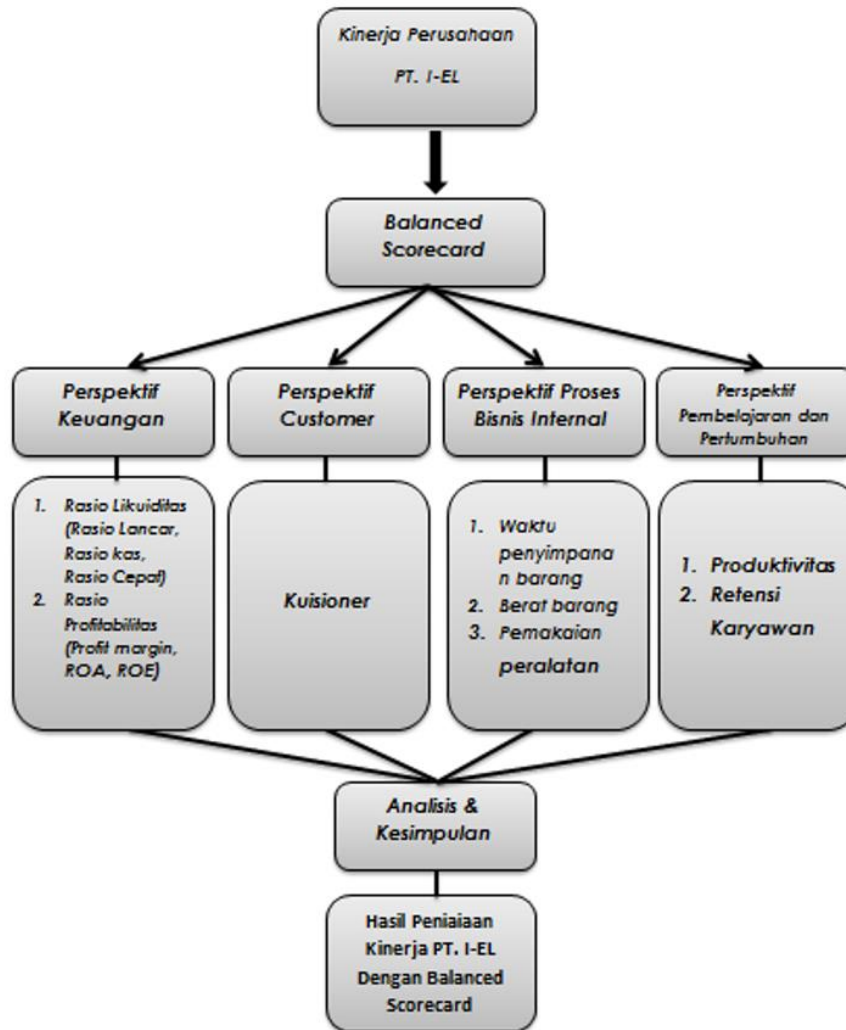 Kinerja Perusahaan
PT. I-EL
Balanced
Scorecard
Perspektif
Keuangan
Perspektif
Customer
Perspektif Proses
Bisnis Internal
Perspektif
Pembelajaran dan
Pertumbuhan
1. Rasio Likuiditas
(Rasio Lancar,
Rasio kas,
Rasio Cepat)
2. Rasio
Profitabilitas
(Profit margin,
ROA, ROE)
Kuisioner
1. Waktu
penyimpana
n barang
2. Berat barang
3. Pemakaian
peralatan
1. Produktivitas
2. Retensi
Karyawan
Analisis &
Kesimpulan
Hasil Peniaiaan
Kinerja PT. I-EL
Dengan Balanced
Scorecard